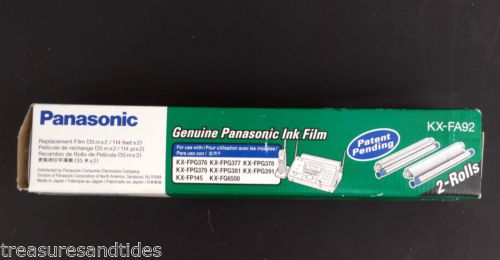 Panasonic
Replacement Film (35 m x 2 / 114 feet x 2)
Pellicule de rechange (35 m x 2 / 114 pi x 2)
Recambio de Rollo de Película (35 m x 2)
Distributed by Panasonic Consumer Electronics Company,
Division of Panasonic Corporation of North America, Secaucus, NJ 07094
Made in Japan / Fabriqué au Japon / Fabricado en Japón
Genuine Panasonic Ink Film
For use with / Pour utilisation avec les modèles /
Para uso con /
KX-FPG376 KX-FPG377 KX-FPG378
KX-FPG379 KX-FPG381 KX-FPG391
KX-FP145 KX-FG6550
KX-FA92
Patent
Pending
2-Rolls
treasuresandtides
treasuresandtides